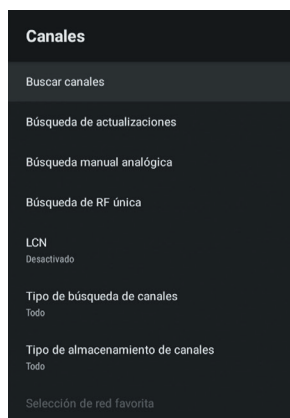 Canales
Buscar canales
Búsqueda de actualizaciones
Búsqueda manual analógica
Búsqueda de RF única
LCN
Desactivado
Tipo de búsqueda de canales
Todo
Tipo de almacenamiento de canales
Todo
Selección de red favorita